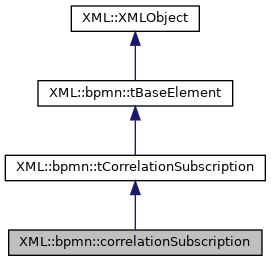 XML::XMLObject
XML::bpmn::tBaseElement
XML::bpmn::tCorrelationSubscription
XML::bpmn::correlationSubscription